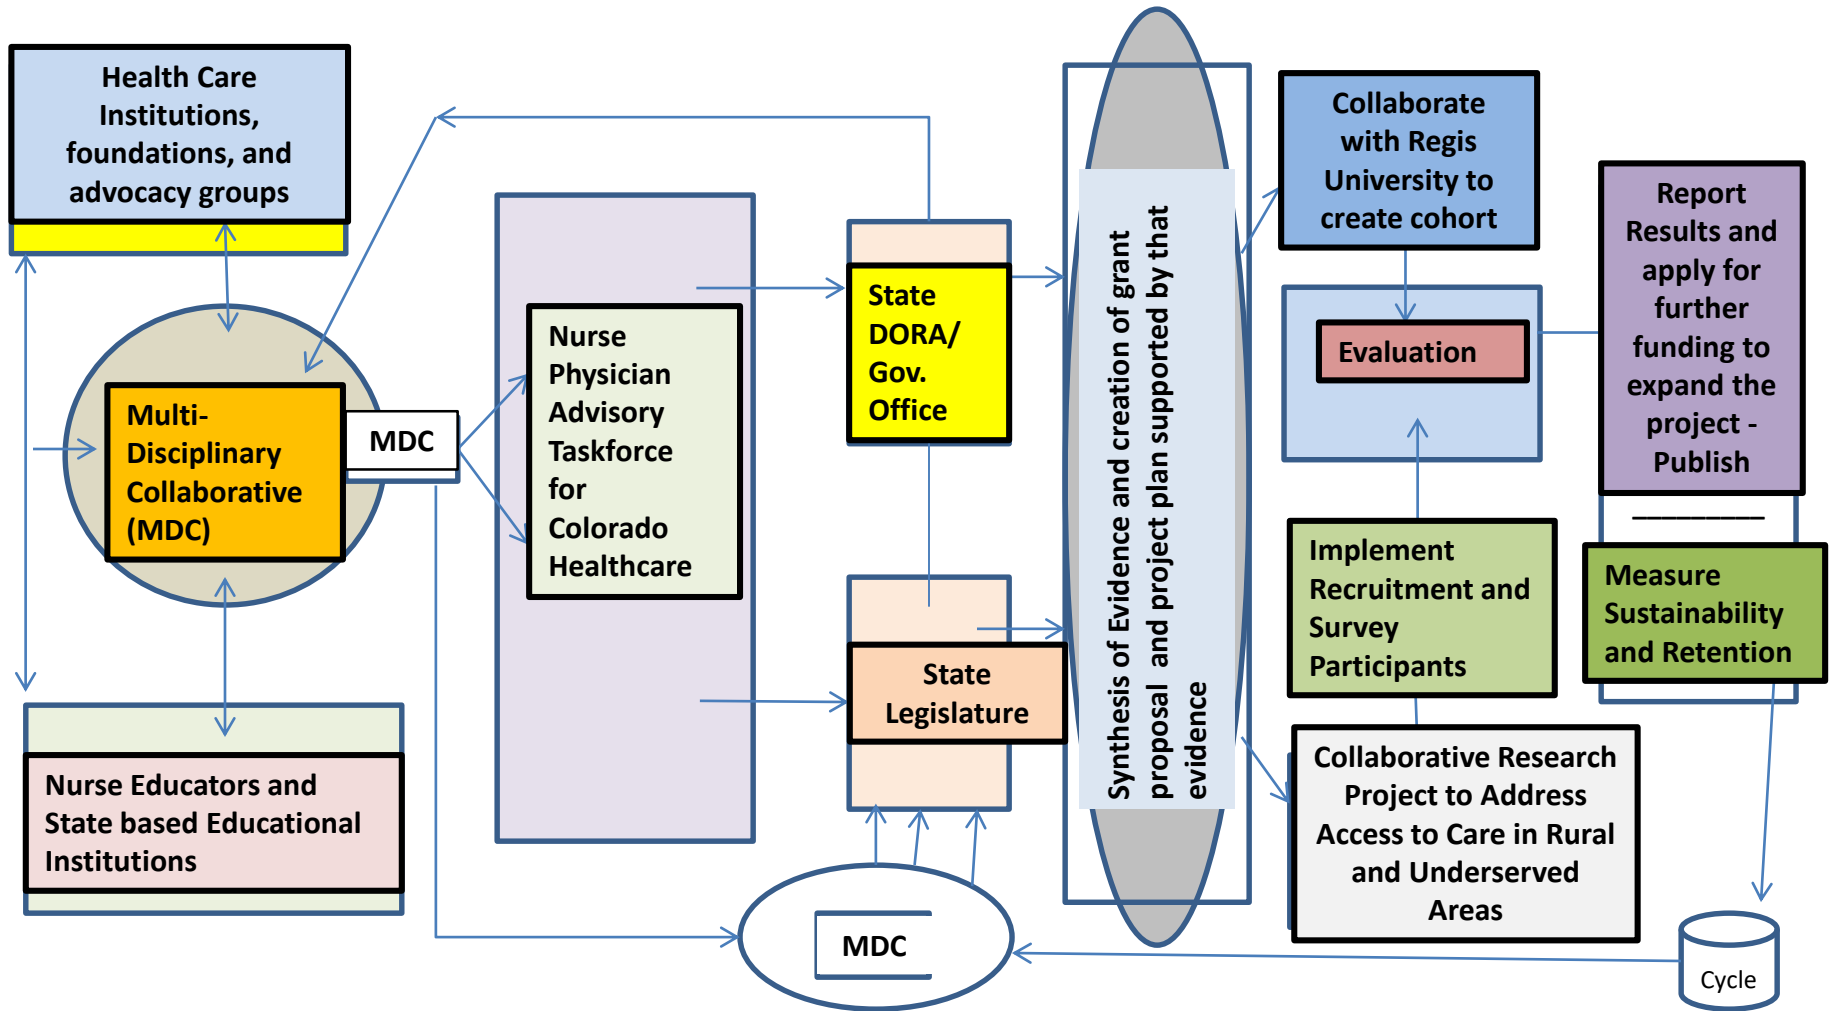 Health Care
Institutions,
foundations, and
advocacy groups
Multi-
Disciplinary
Collaborative
(MDC)
MDC
Nurse Educators and
State based Educational
Institutions
Nurse
Physician
Advisory
Taskforce
for
Colorado
Healthcare
State
DORA/
Gov.
Office
State
Legislature
MDC
Synthesis of Evidence and creation of grant
proposal and project plan supported by that
evidence
Collaborate
with Regis
University to
create cohort
Evaluation
Implement
Recruitment and
Survey
Participants
Collaborative Research
Project to Address
Access to Care in Rural
and Underserved
Areas
Report
Results and
apply for
further
funding to
expand the
project -
Publish
_________
Measure
Sustainability
and Retention
Cycle